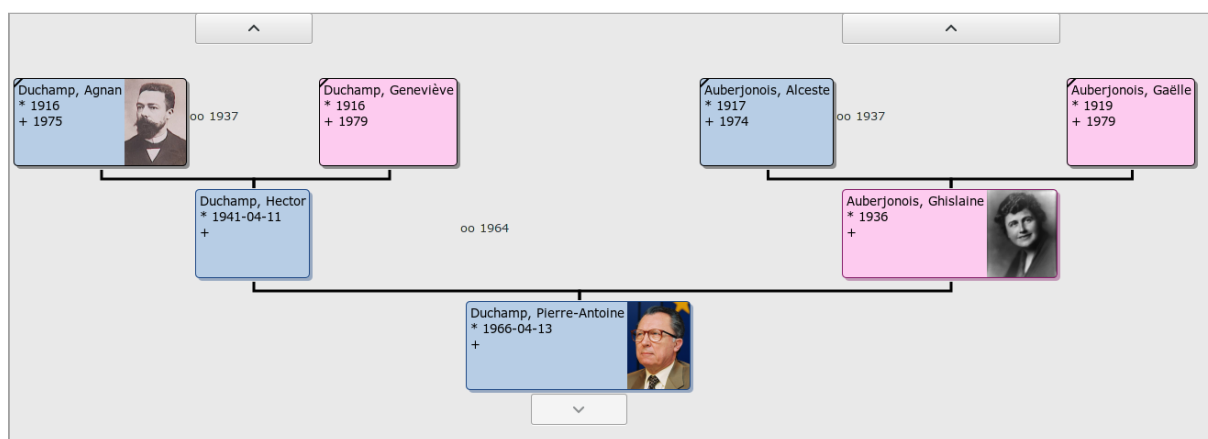 Duchamp, Agnan
* 1916
+ 1975
oo 1937
Duchamp, Geneviève
* 1916
+ 1979
Auberjonois, Alceste
* 1917
+ 1974
oo 1937
Auberjonois, Gaëlle
* 1919
+ 1979
Duchamp, Hector
* 1941-04-11
+
oo 1964
Auberjonois, Ghislaine
* 1936
+
Duchamp, Pierre-Antoine
* 1966-04-13
+